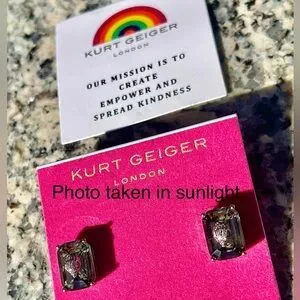 KURT GEIGER
LONDON
OUR MISSION IS TO
CREATE
EMPOWER AND
SPREAD KINDNESS
KURT GEIGER
LONDON
Photo taken in sunlight